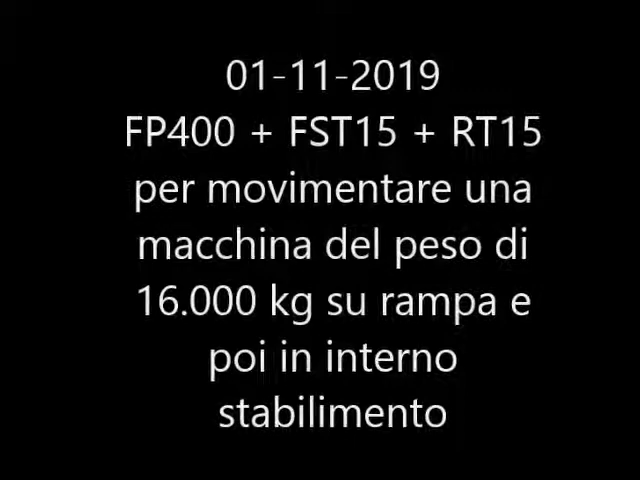 01-11-2019
FP400 + FST15 + RT15
per movimentare una
macchina del peso di
16.000 kg su rampa e
poi in interno
stabilimento